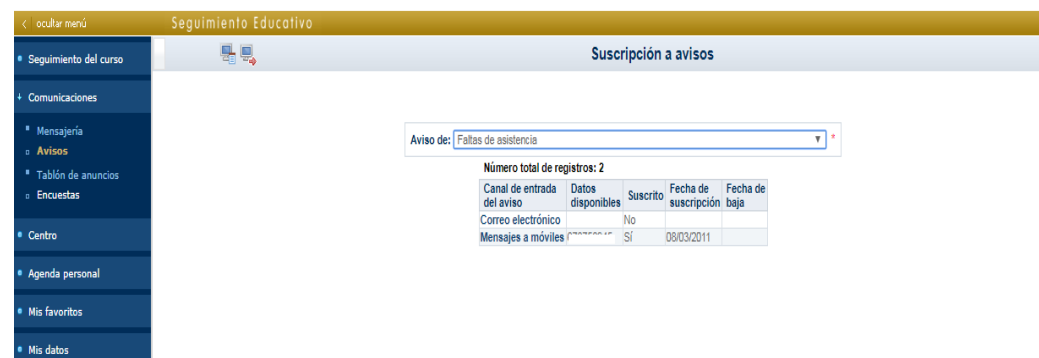 < ocultar menú
Seguimiento Educativo
Seguimiento del curso
Comunicaciones
Mensajería
Avisos
Tablón de anuncios
Encuestas
Centro
Agenda personal
Mis favoritos
Mis datos
Suscripción a avisos
Aviso de: Faltas de asistencia *
Número total de registros: 2
Canal de entrada del aviso Datos disponibles Suscrito Fecha de suscripción Fecha de baja
Correo electrónico No
Mensajes a móviles Sí 08/03/2011